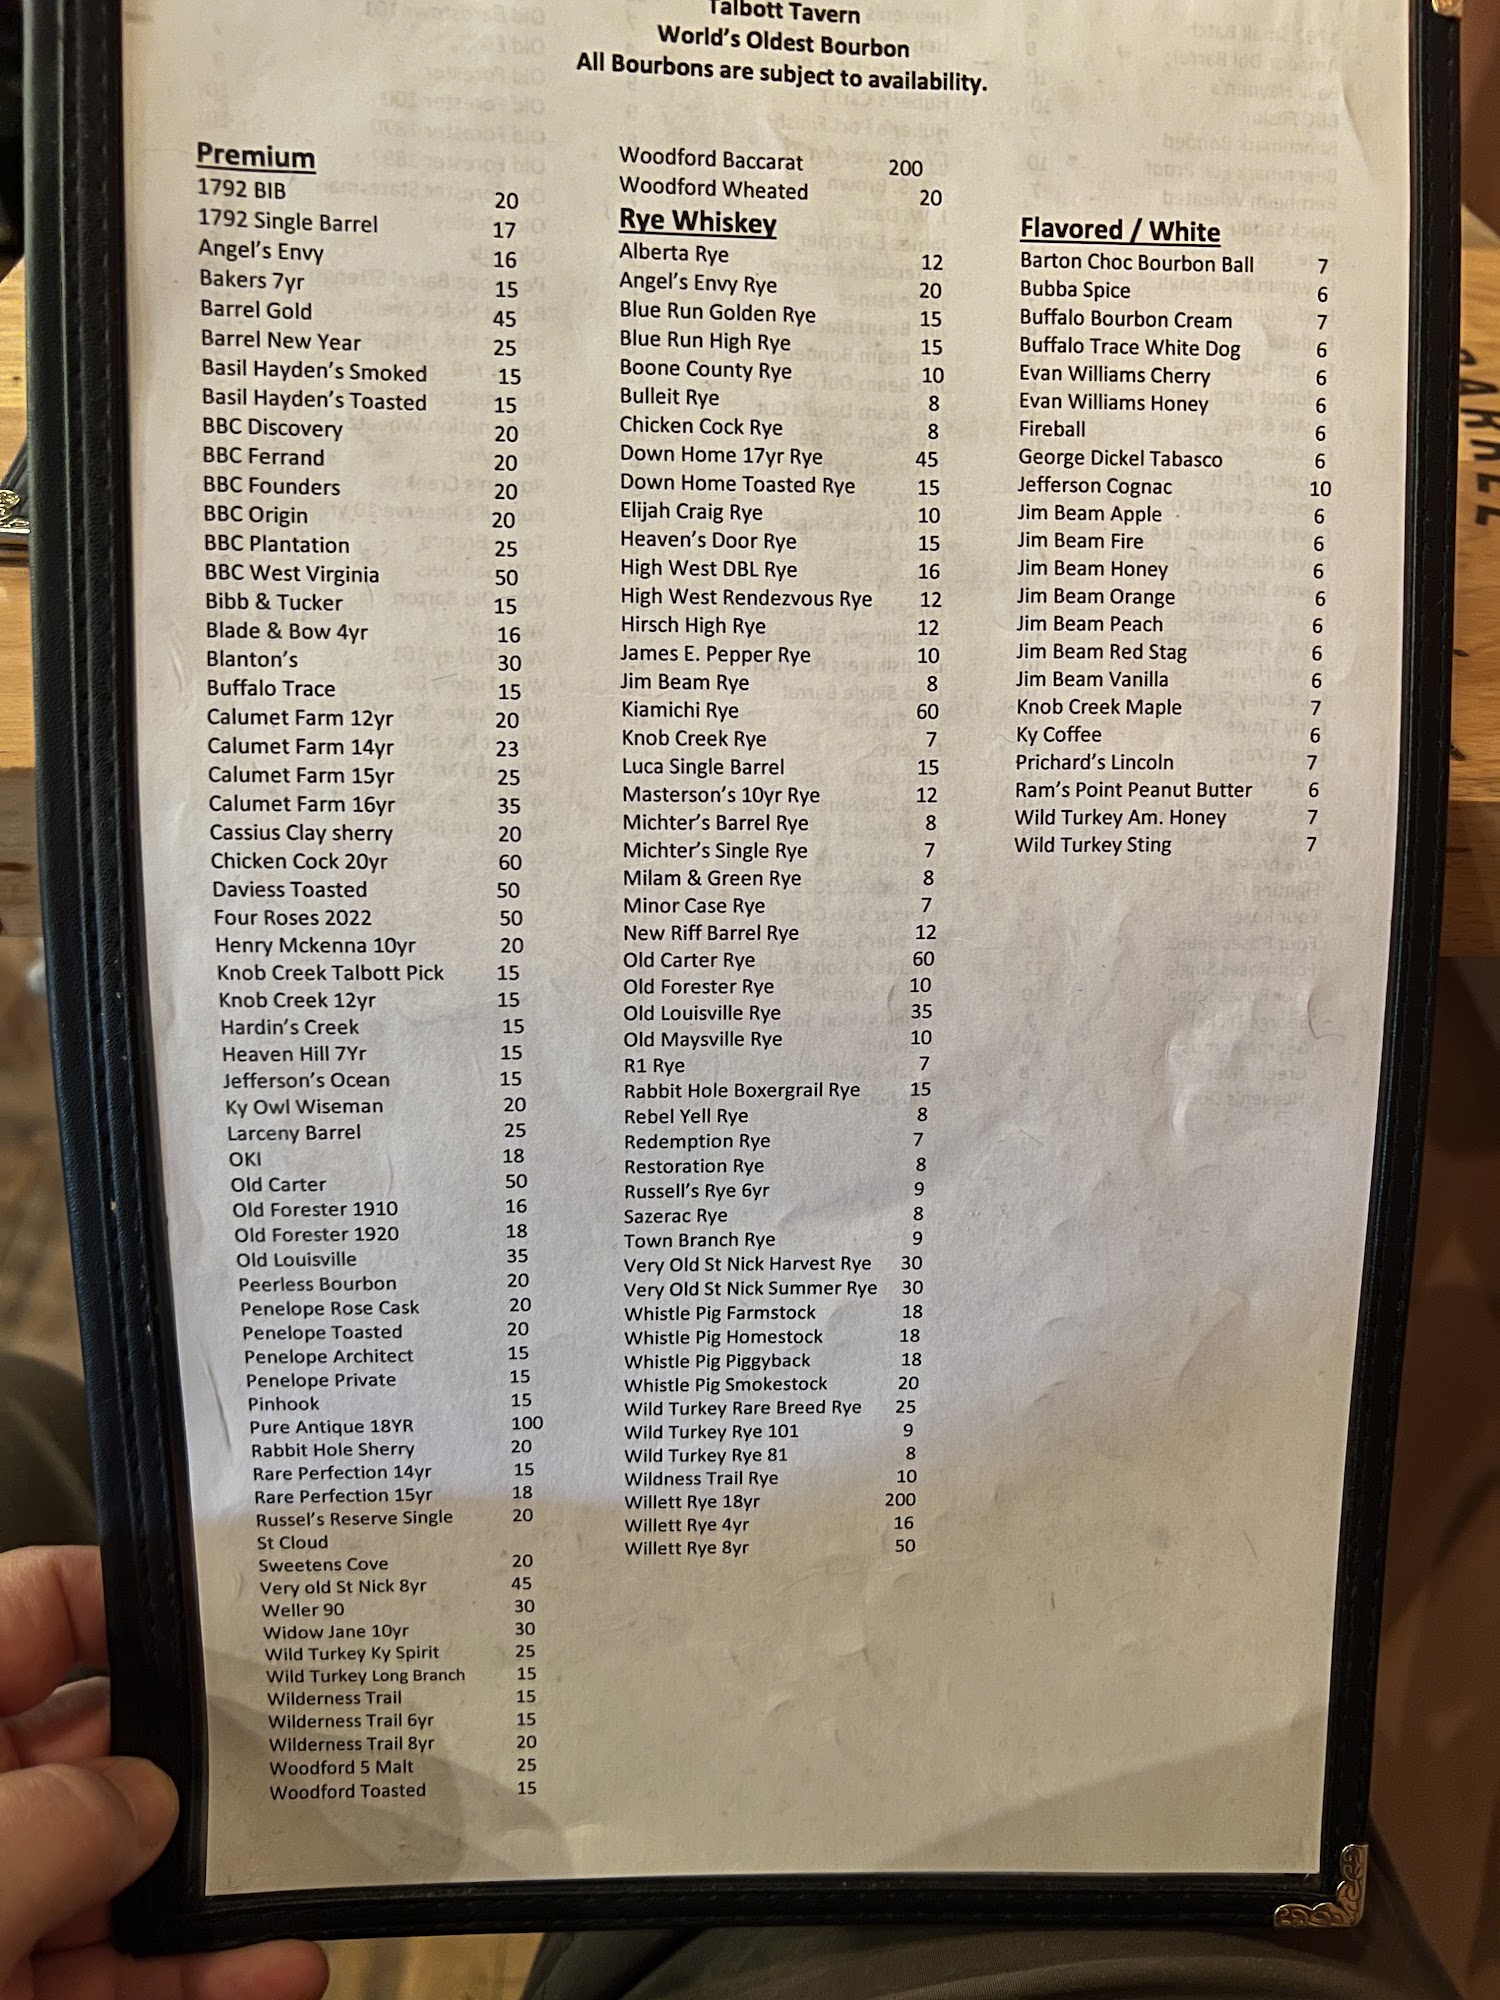 Talbott Tavern
World's Oldest Bourbon
All Bourbons are subject to availability.
Premium
1792 BIB 20
1792 Single Barrel 17
Angel's Envy 16
Bakers 7yr 15
Barrel Gold 45
Barrel New Year 25
Basil Hayden's Smoked 15
Basil Hayden's Toasted 15
BBC Discovery 20
BBC Ferrand 20
BBC Founders 20
BBC Origin 20
BBC Plantation 25
BBC West Virginia 50
Bibb & Tucker 15
Blade & Bow 4yr 16
Blanton's 30
Buffalo Trace 15
Calumet Farm 12yr 20
Calumet Farm 14yr 23
Calumet Farm 15yr 25
Calumet Farm 16yr 35
Cassius Clay sherry 20
Chicken Cock 20yr 60
Daviess Toasted 50
Four Roses 2022 50
Henry Mckenna 10yr 20
Knob Creek Talbott Pick 15
Knob Creek 12yr 15
Hardin's Creek 15
Heaven Hill 7Yr 15
Jefferson's Ocean 15
Ky Owl Wiseman 20
Larceny Barrel 25
OKI 18
Old Carter 50
Old Forester 1910 16
Old Forester 1920 18
Old Louisville 35
Peerless Bourbon 20
Penelope Rose Cask 20
Penelope Toasted 20
Penelope Architect 15
Penelope Private 15
Pinhook 15
Pure Antique 18YR 100
Rabbit Hole Sherry 20
Rare Perfection 14yr 15
Rare Perfection 15yr 18
Russel's Reserve Single 20
St Cloud
Sweetens Cove 20
Very old St Nick 8yr 45
Weller 90 30
Widow Jane 10yr 30
Wild Turkey Ky Spirit 25
Wild Turkey Long Branch 15
Wilderness Trail 15
Wilderness Trail 6yr 15
Wilderness Trail 8yr 20
Woodford 5 Malt 25
Woodford Toasted 15
Woodford Baccarat 200
Woodford Wheated 20
Rye Whiskey
Alberta Rye 12
Angel's Envy Rye 20
Blue Run Golden Rye 15
Blue Run High Rye 15
Boone County Rye 10
Bulleit Rye 8
Chicken Cock Rye 8
Down Home 17yr Rye 45
Down Home Toasted Rye 15
Elijah Craig Rye 10
Heaven's Door Rye 15
High West DBL Rye 16
High West Rendezvous Rye 12
Hirsch High Rye 12
James E. Pepper Rye 10
Jim Beam Rye 8
Kiamichi Rye 60
Knob Creek Rye 7
Luca Single Barrel 15
Masterson's 10yr Rye 12
Michter's Barrel Rye 8
Michter's Single Rye 7
Milam & Green Rye 8
Minor Case Rye 7
New Riff Barrel Rye 12
Old Carter Rye 60
Old Forester Rye 10
Old Louisville Rye 35
Old Maysville Rye 10
R1 Rye 7
Rabbit Hole Boxergrail Rye 15
Rebel Yell Rye 8
Redemption Rye 7
Restoration Rye 8
Russell's Rye 6yr 9
Sazerac Rye 8
Town Branch Rye 9
Very Old St Nick Harvest Rye 30
Very Old St Nick Summer Rye 30
Whistle Pig Farmstock 18
Whistle Pig Homestock 18
Whistle Pig Piggyback 18
Whistle Pig Smokestock 20
Wild Turkey Rare Breed Rye 25
Wild Turkey Rye 101 9
Wild Turkey Rye 81 8
Wildness Trail Rye 10
Willett Rye 18yr 200
Willett Rye 4yr 16
Willett Rye 8yr 50
Flavored / White
Barton Choc Bourbon Ball 7
Bubba Spice 6
Buffalo Bourbon Cream 7
Buffalo Trace White Dog 6
Evan Williams Cherry 6
Evan Williams Honey 6
Fireball 6
George Dickel Tabasco 6
Jefferson Cognac 10
Jim Beam Apple 6
Jim Beam Fire 6
Jim Beam Honey 6
Jim Beam Orange 6
Jim Beam Peach 6
Jim Beam Red Stag 6
Jim Beam Vanilla 6
Knob Creek Maple 7
Ky Coffee 6
Prichard's Lincoln 7
Ram's Point Peanut Butter 6
Wild Turkey Am. Honey 7
Wild Turkey Sting 7